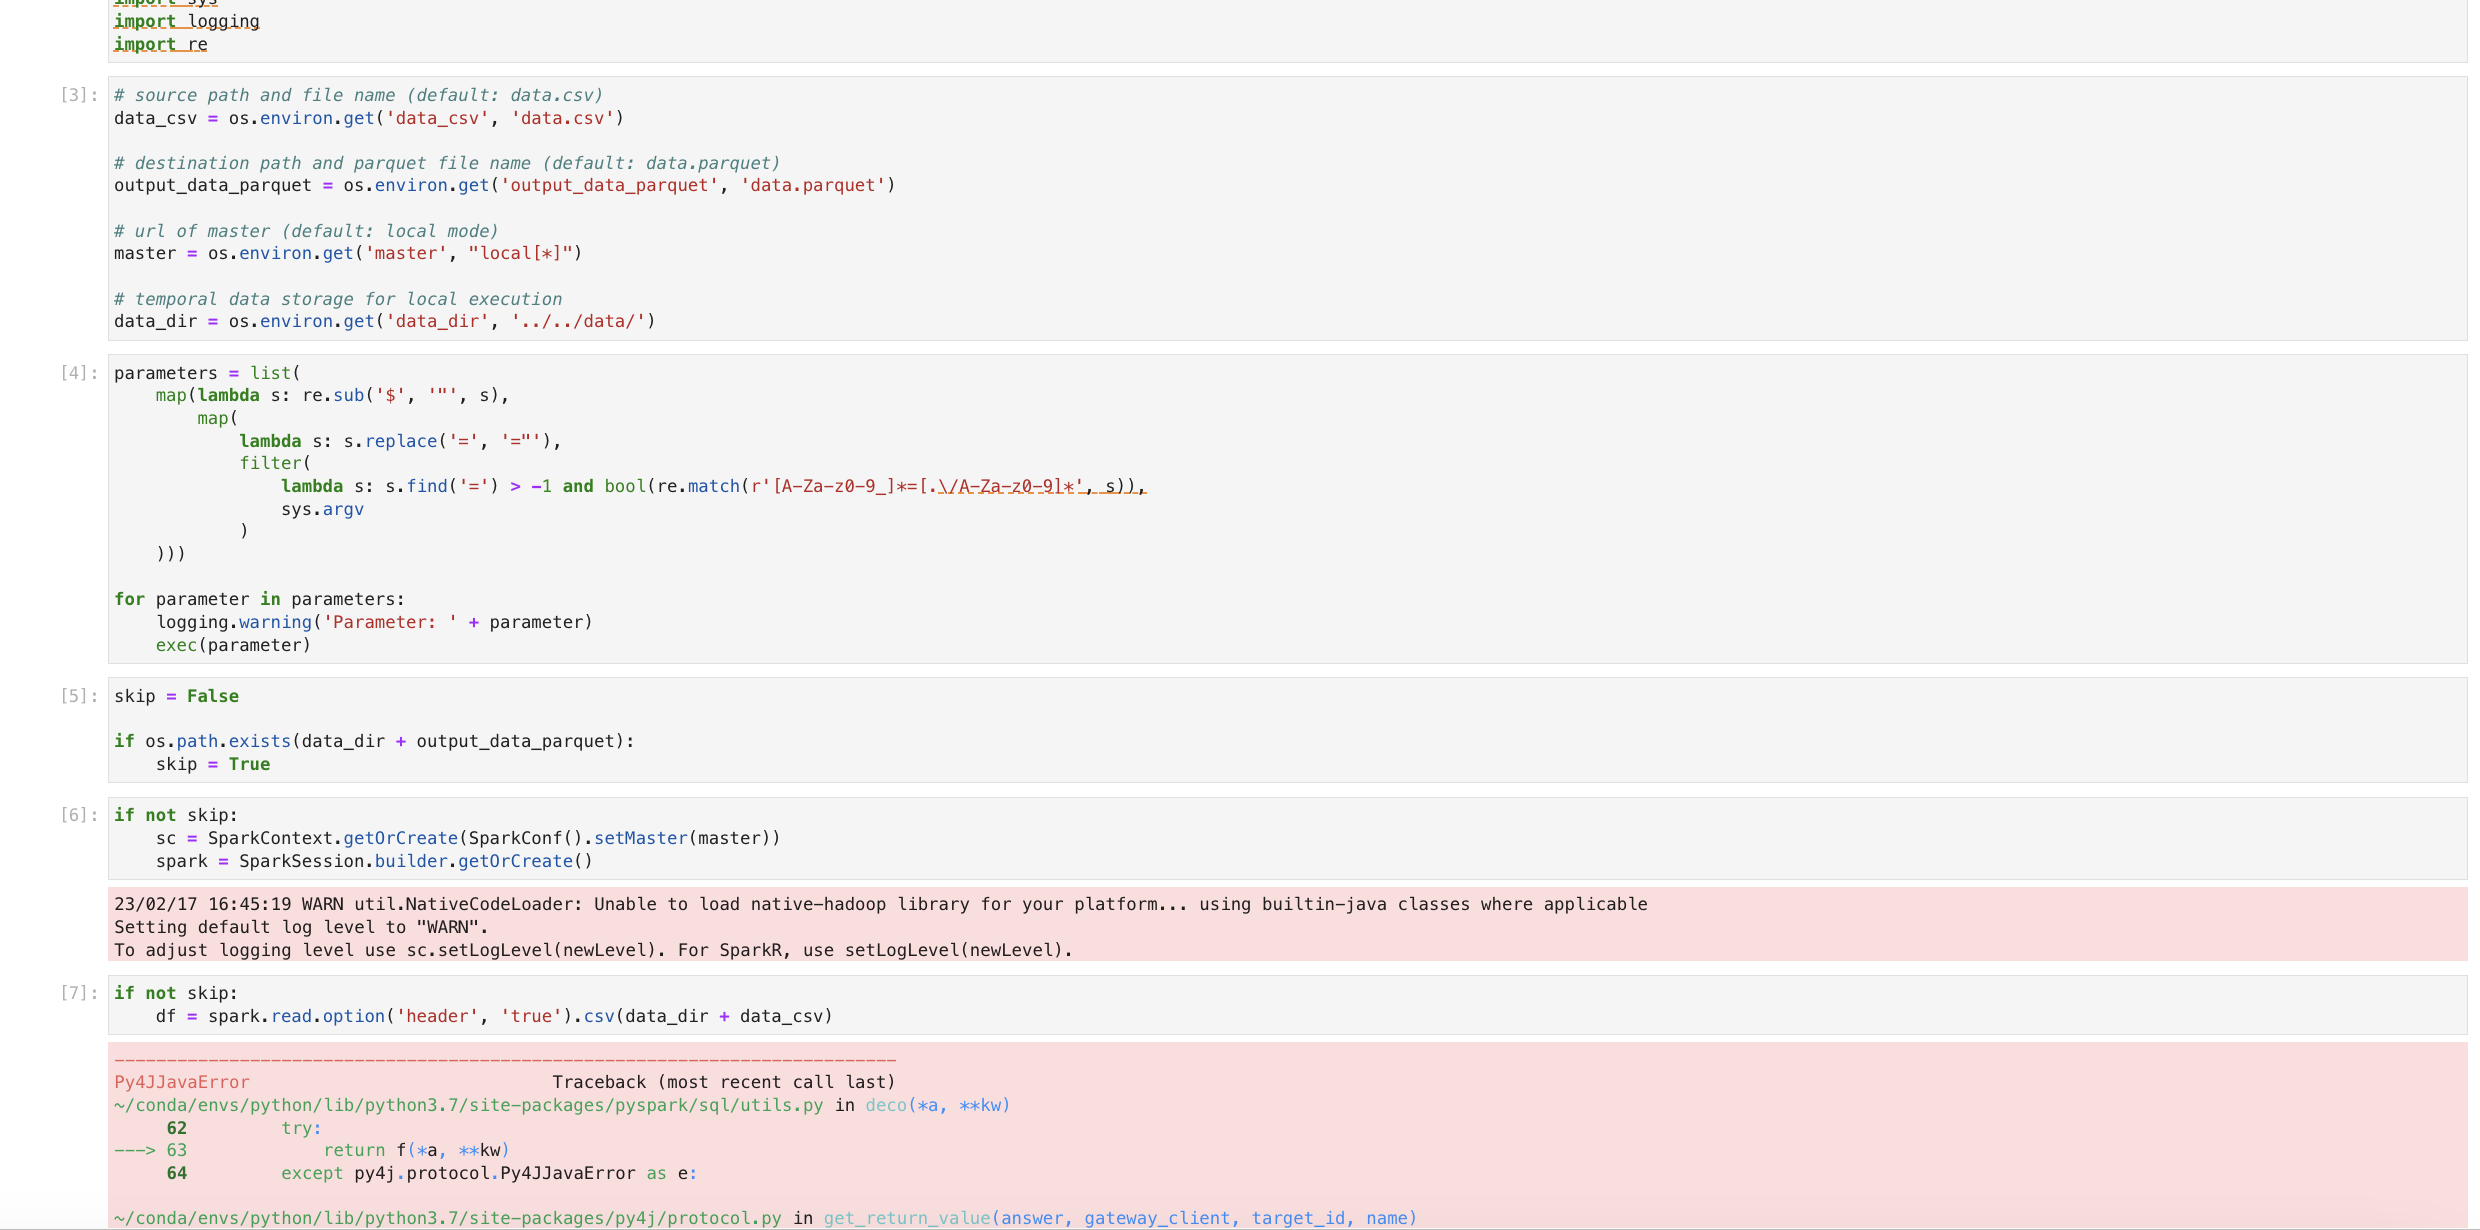 import sys
import logging
import re
[3]: # source path and file name (default: data.csv)
data_csv = os.environ.get('data_csv', 'data.csv')
# destination path and parquet file name (default: data.parquet)
output_data_parquet = os.environ.get('output_data_parquet', 'data.parquet')
# url of master (default: local mode)
master = os.environ.get('master', "local[*]")
# temporal data storage for local execution
data_dir = os.environ.get('data_dir', '../../data/')
[4]: parameters = list(
    map(lambda s: re.sub('$', '"', s),
        map(
            lambda s: s.replace('=', '="'),
            filter(
                lambda s: s.find('=') > -1 and bool(re.match(r'[A-Za-z0-9_]*=[.\/A-Za-z0-9]*', s)),
                sys.argv
            )
    )))
for parameter in parameters:
    logging.warning('Parameter: ' + parameter)
    exec(parameter)
[5]: skip = False
if os.path.exists(data_dir + output_data_parquet):
    skip = True
[6]: if not skip:
    sc = SparkContext.getOrCreate(SparkConf().setMaster(master))
    spark = SparkSession.builder.getOrCreate()
23/02/17 16:45:19 WARN util.NativeCodeLoader: Unable to load native-hadoop library for your platform... using builtin-java classes where applicable
Setting default log level to "WARN".
To adjust logging level use sc.setLogLevel(newLevel). For SparkR, use setLogLevel(newLevel).
[7]: if not skip:
    df = spark.read.option('header', 'true').csv(data_dir + data_csv)
---------------------------------------------------------------------------
Py4JJavaError                             Traceback (most recent call last)
~/conda/envs/python/lib/python3.7/site-packages/pyspark/sql/utils.py in deco(*a, **kw)
     62         try:
---> 63             return f(*a, **kw)
     64         except py4j.protocol.Py4JJavaError as e:
~/conda/envs/python/lib/python3.7/site-packages/py4j/protocol.py in get_return_value(answer, gateway_client, target_id, name)